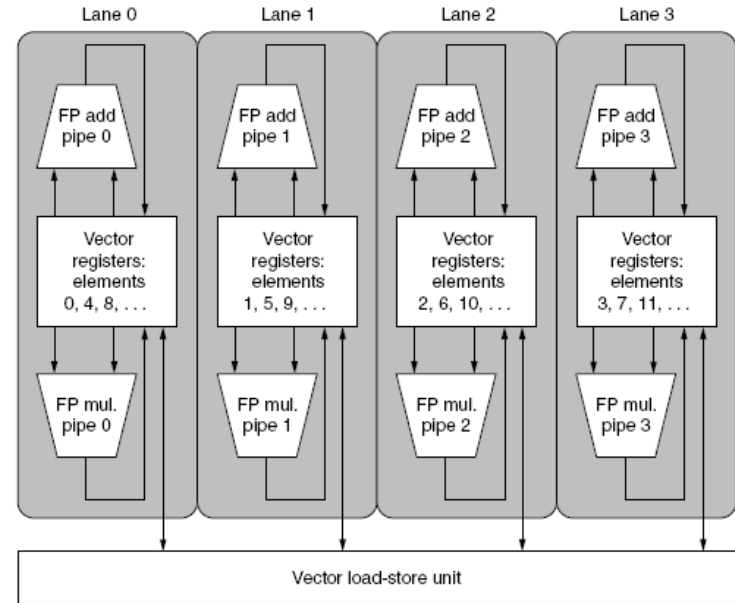 Lane 0
Lane 1
Lane 2
Lane 3
FP add
pipe 0
FP add
pipe 1
FP add
pipe 2
FP add
pipe 3
Vector
registers:
elements
0, 4, 8, . . .
Vector
registers:
elements
1, 5, 9, . . .
Vector
registers:
elements
2, 6, 10, . . .
Vector
registers:
elements
3, 7, 11, . . .
FP mul.
pipe 0
FP mul.
pipe 1
FP mul.
pipe 2
FP mul.
pipe 3
Vector load-store unit